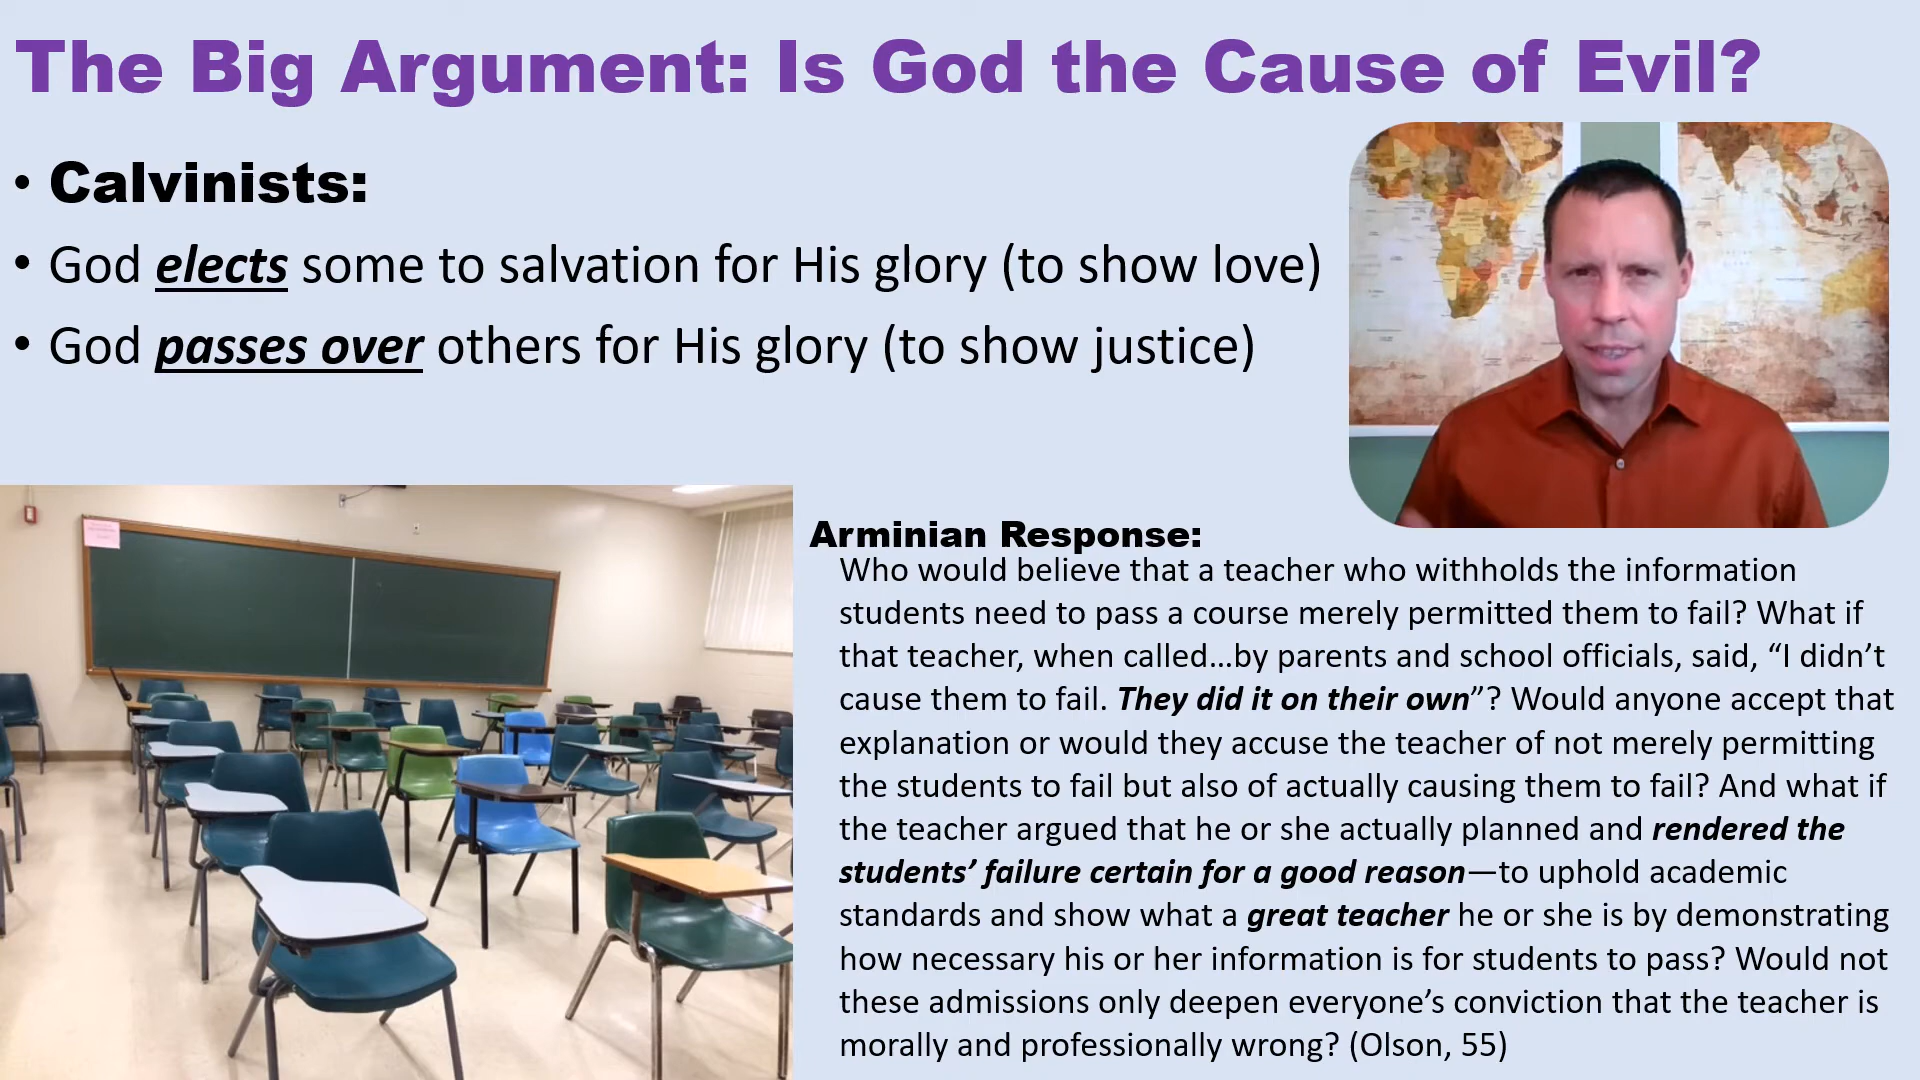 The Big Argument: Is God the Cause of Evil?
• Calvinists:
• God elects some to salvation for His glory (to show love)
• God passes over others for His glory (to show justice)
Arminian Response:
Who would believe that a teacher who withholds the information
students need to pass a course merely permitted them to fail? What if
that teacher, when called…by parents and school officials, said, “I didn’t
cause them to fail. They did it on their own”? Would anyone accept that
explanation or would they accuse the teacher of not merely permitting
the students to fail but also of actually causing them to fail? And what if
the teacher argued that he or she actually planned and rendered the
students’ failure certain for a good reason—to uphold academic
standards and show what a great teacher he or she is by demonstrating
how necessary his or her information is for students to pass? Would not
these admissions only deepen everyone’s conviction that the teacher is
morally and professionally wrong? (Olson, 55)